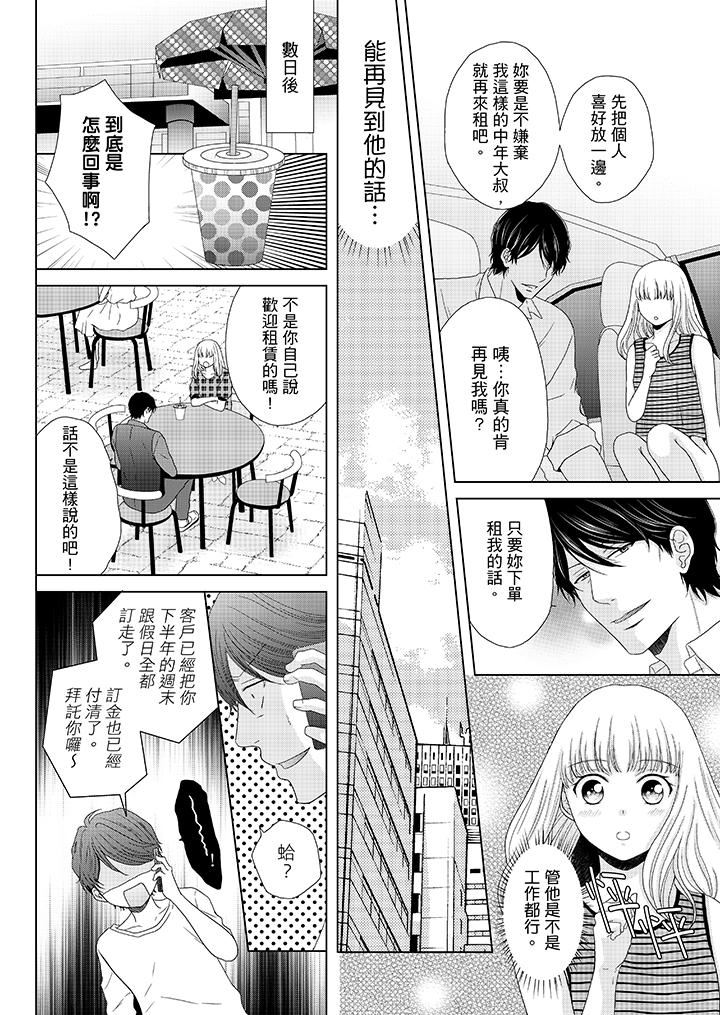 先把個人
喜好放一邊。
妳要是不嫌棄
我這樣的中年大叔，
就再來租吧。
咦…你真的肯
再見我嗎？
只要妳下單
租我的話。
怦
怦
管他是不是
工作都行。
能再見到他的話…
數日後
到底是
怎麼回事啊!?
不是你自己說
歡迎租賃的嗎！
話不是這樣說的吧！
客戶已經把你
下半年的週末
跟假日全都
訂走了。
訂金也已經
付清了。
拜託你囉～
蛤？
…！